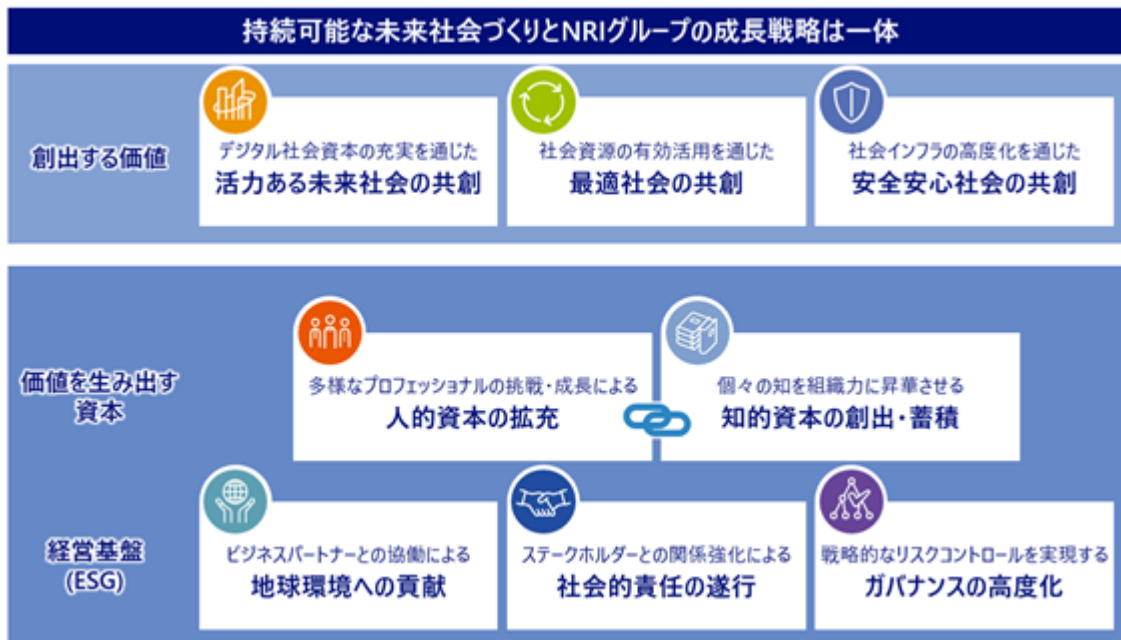 持続可能な未来社会づくりとNRIグループの成長戦略は一体
創出する価値
デジタル社会資本の充実を通じた
活力ある未来社会の共創
社会資源の有効活用を通じた
最適社会の共創
社会インフラの高度化を通じた
安全安心社会の共創
価値を生み出す
資本
多様なプロフェッショナルの挑戦・成長による
人的資本の拡充
個々の知を組織力に昇華させる
知的資本の創出・蓄積
経営基盤
(ESG)
ビジネスパートナーとの協働による
地球環境への貢献
ステークホルダーとの関係強化による
社会的責任の遂行
戦略的なリスクコントロールを実現する
ガバナンスの高度化